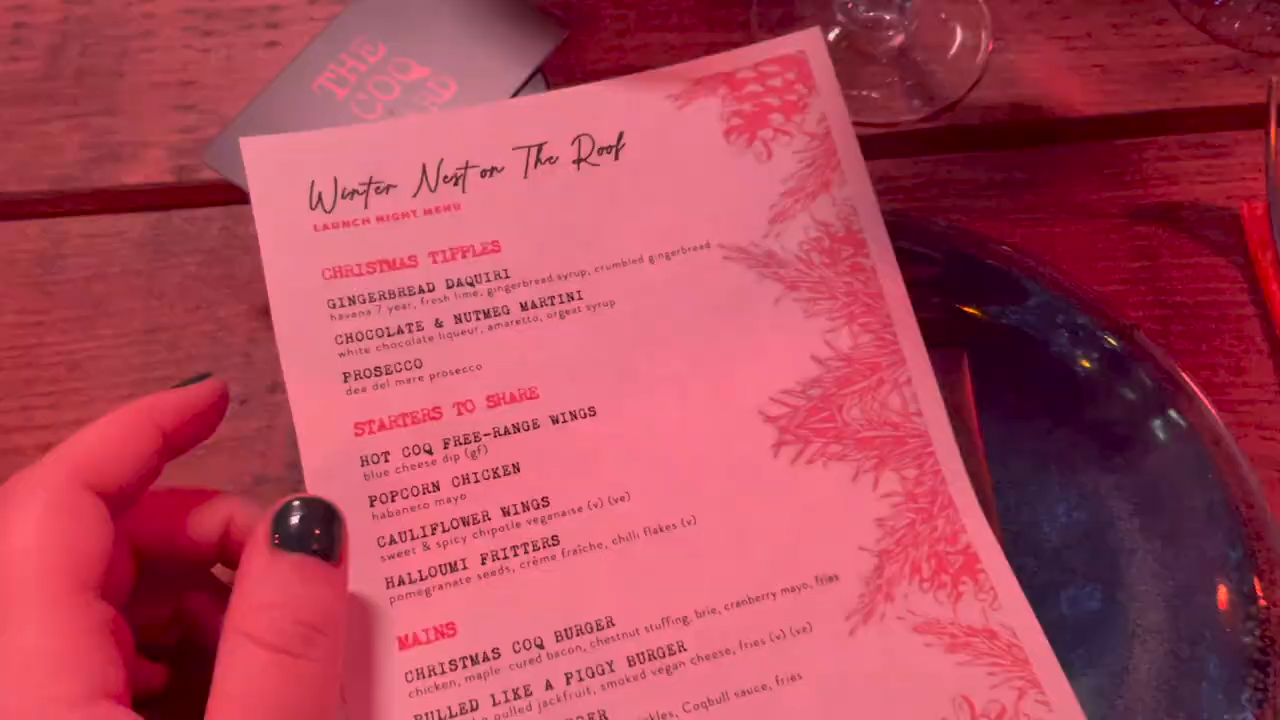 THE
COQ
Winter Nest on The Roof
LAUNCH NIGHT MENU
CHRISTMAS TIPPLES
GINGERBREAD DAQUIRI
havana 7 year, fresh lime, gingerbread syrup, crumbled gingerbread
CHOCOLATE & NUTMEG MARTINI
white chocolate liqueur, amaretto, orgeat syrup
PROSECCO
dea del mare prosecco
STARTERS TO SHARE
HOT COQ FREE-RANGE WINGS
blue cheese dip (gf)
POPCORN CHICKEN
habanero mayo
CAULIFLOWER WINGS
sweet & spicy chipotle veganaise (v) (ve)
HALLOUMI FRITTERS
pomegranate seeds, crème fraîche, chilli flakes (v)
MAINS
CHRISTMAS COQ BURGER
chicken, maple cured bacon, chestnut stuffing, brie, cranberry mayo, fries
PULLED LIKE A PIGGY BURGER
pulled jackfruit, smoked vegan cheese, fries (v) (ve)
Coqbull sauce, fries